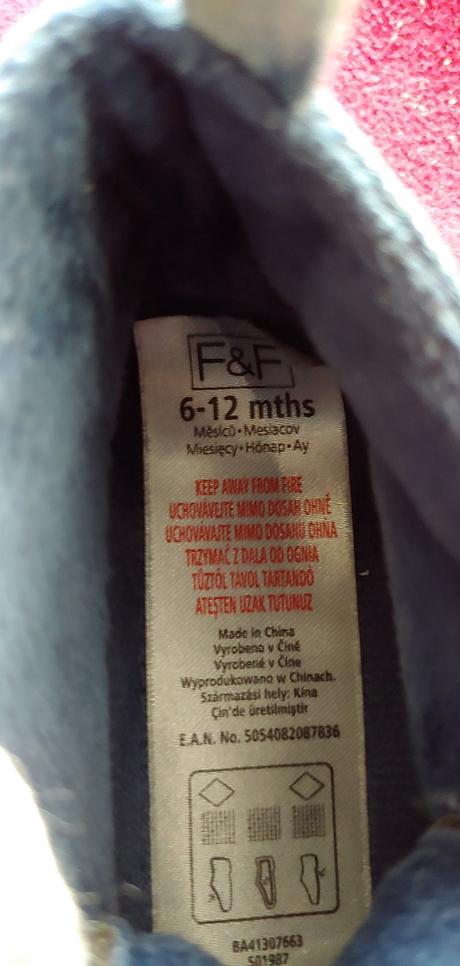 F&F
6-12 mths
Měsíců•Mesiacov
Miesięcy•Hónap•Ay
KEEP AWAY FROM FIRE
UCHOVÁVEJTE MIMO DOSAH OHNĚ
UCHOVÁVAJTE MIMO DOSAHU OHŇA
TRZYMAĆ Z DALA OD OGNIA
TŰZTŐL TÁVOL TARTANDÓ
ATEŞTEN UZAK TUTUNUZ
Made in China
Vyrobeno v Číně
Vyrobené v Číne
Wyprodukowano w Chinach.
Származási hely: Kína
Çin'de üretilmiştir
E.A.N. No. 5054082087836
BA41307663
S01987